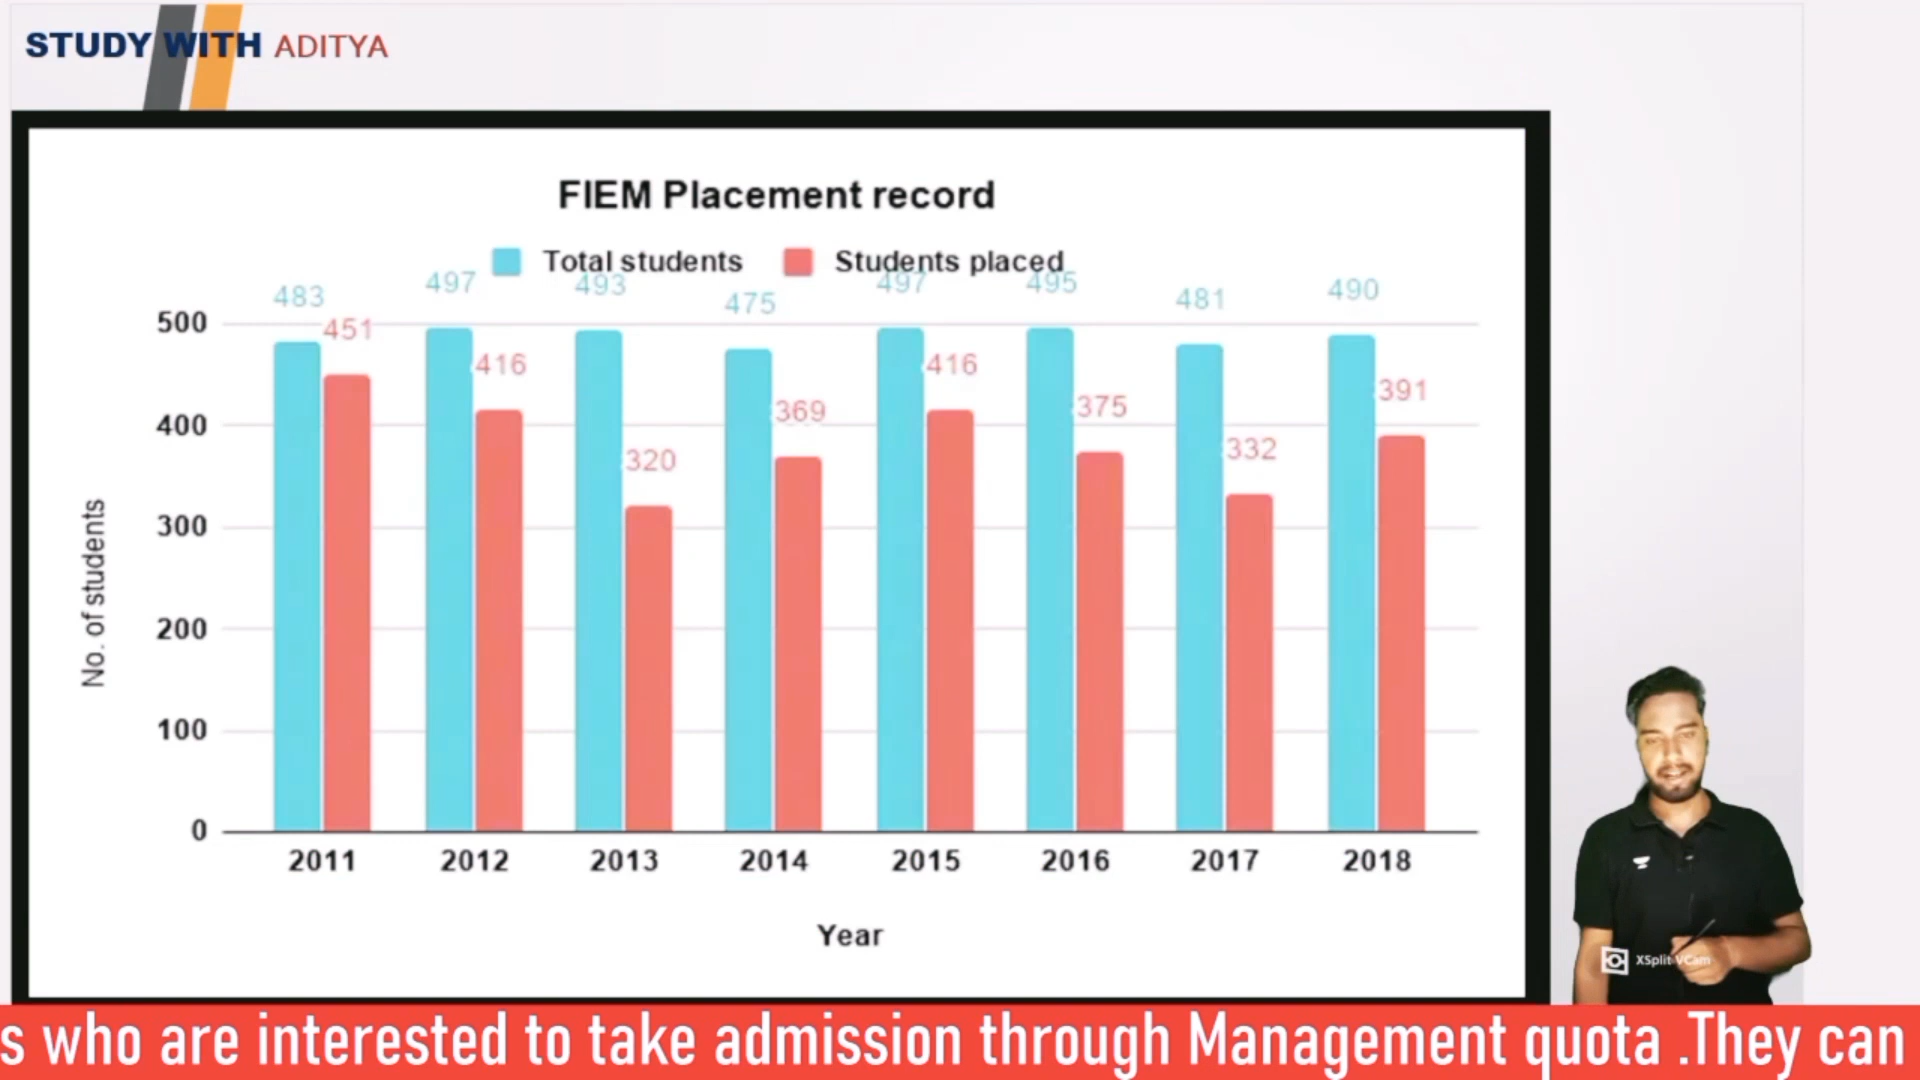 STUDY WITH ADITYA
FIEM Placement record
Total students Students placed
483 497 493 475 497 495 481 490
451 416 320 369 416 375 332 391
500
400
300
200
100
0
No. of students
2011 2012 2013 2014 2015 2016 2017 2018
Year
XSplit VCam
s who are interested to take admission through Management quota .They can